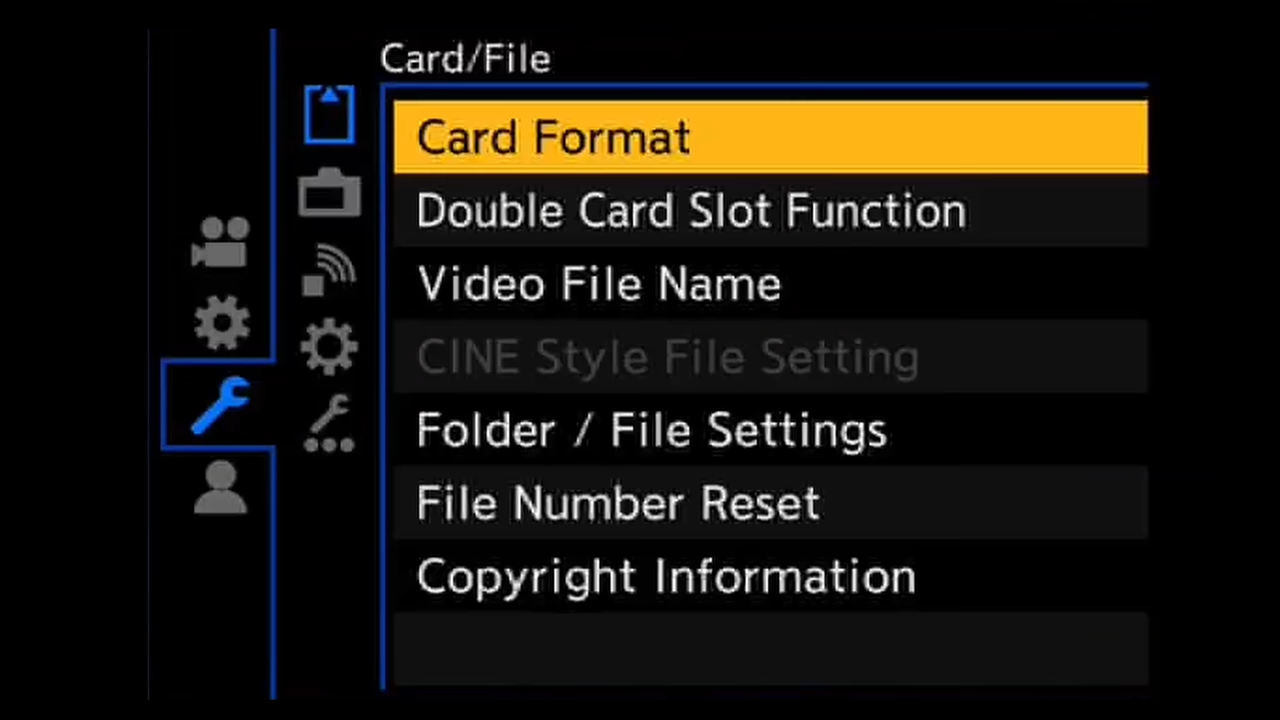 Card/File
Card Format
Double Card Slot Function
Video File Name
CINE Style File Setting
Folder / File Settings
File Number Reset
Copyright Information